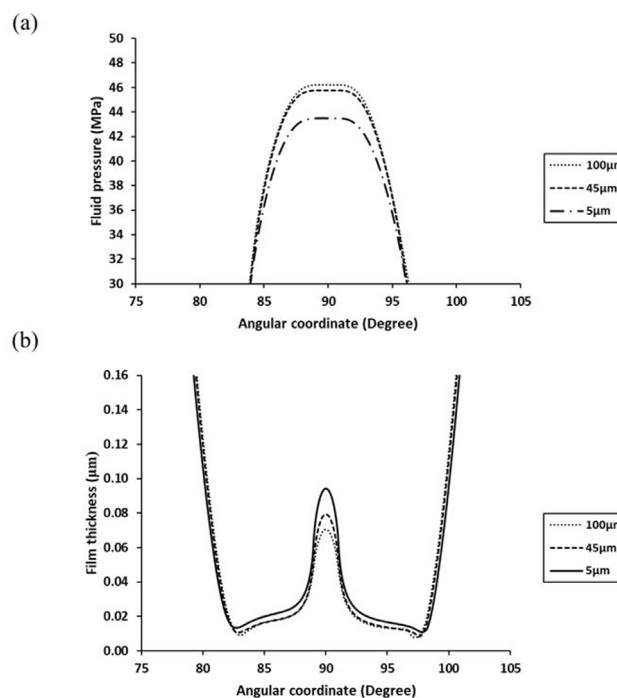 (a)
50
48
46
44
42
40
38
36
34
32
30
Fluid pressure (MPa)
75 80 85 90 95 100 105
Angular coordinate (Degree)
100μm
45μm
5μm
(b)
0.16
0.14
0.12
0.10
0.08
0.06
0.04
0.02
0.00
Film thickness (μm)
75 80 85 90 95 100 105
Angular coordinate (Degree)
100μm
45μm
5μm